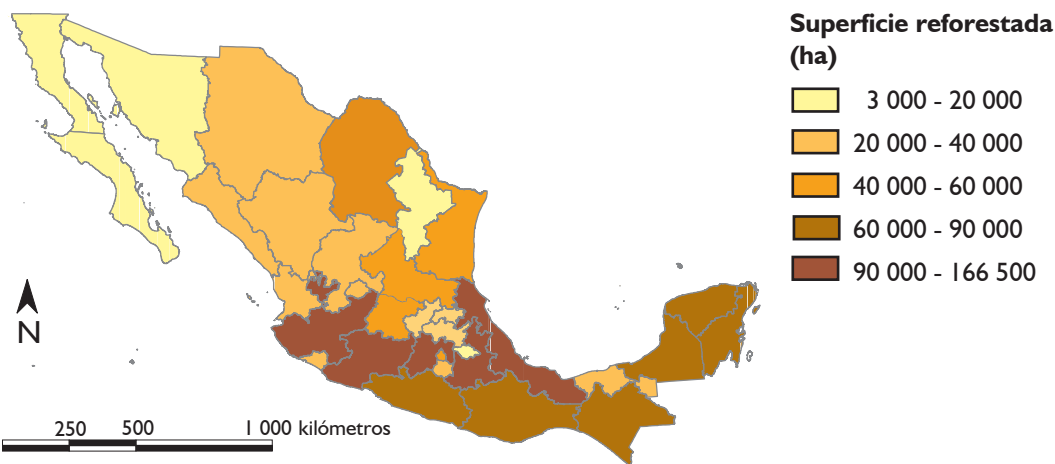 Superficie reforestada
(ha)
3 000 - 20 000
20 000 - 40 000
40 000 - 60 000
60 000 - 90 000
90 000 - 166 500
N
250 500 1 000 kilómetros